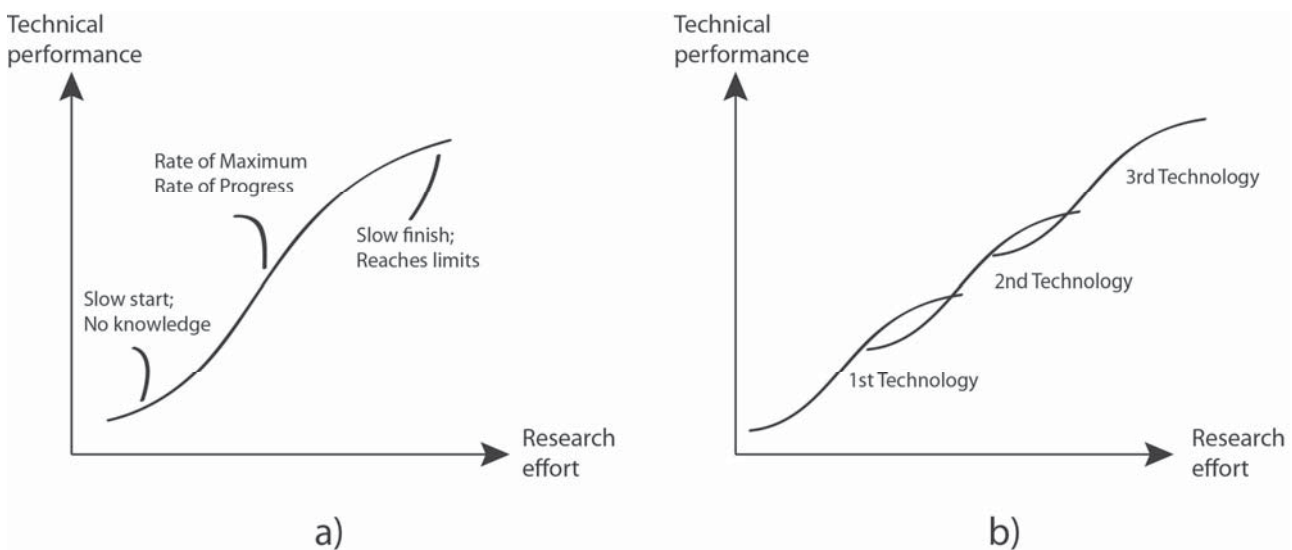 Technical
performance
Rate of Maximum
Rate of Progress
Slow finish;
Reaches limits
Slow start;
No knowledge
Research
effort
a)
Technical
performance
3rd Technology
2nd Technology
1st Technology
Research
effort
b)